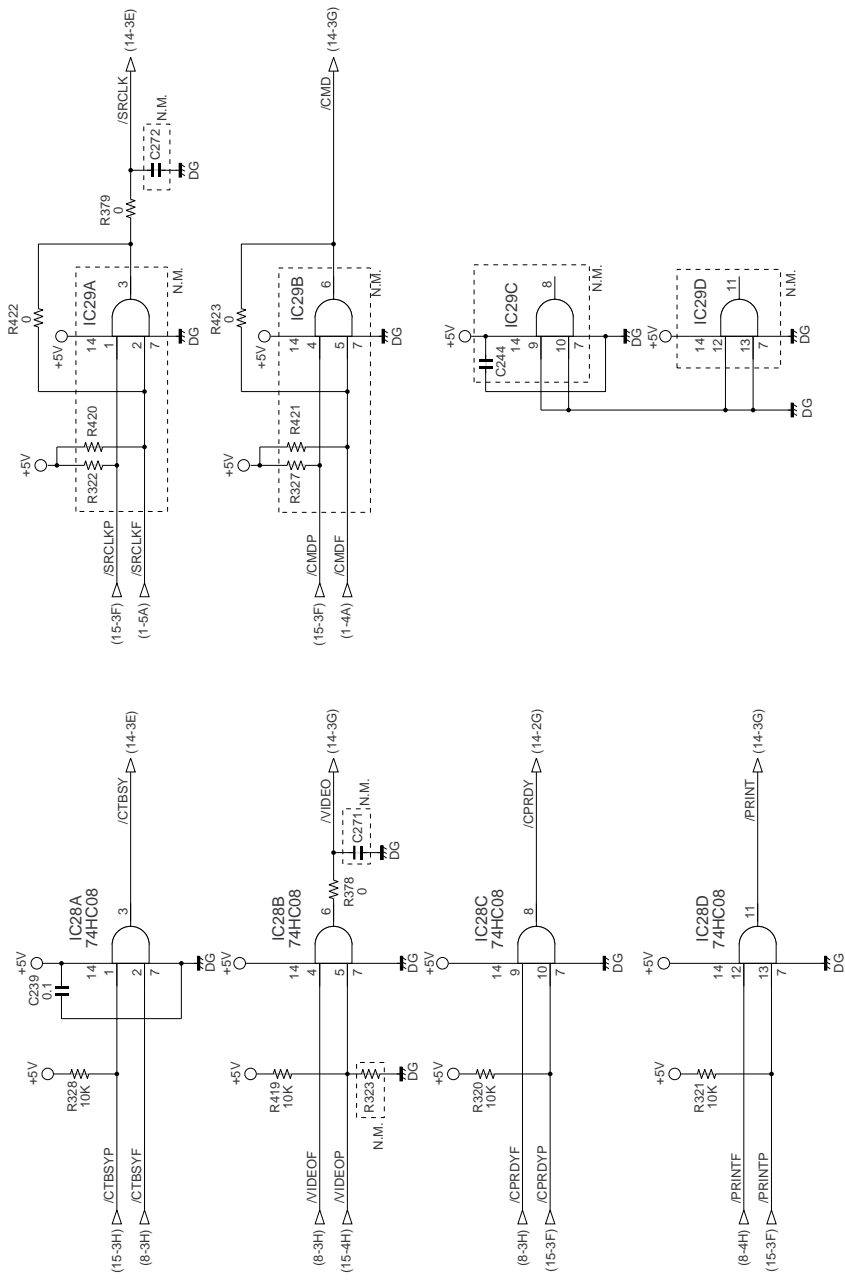 +5V
R328
10K
C239
0.1
+5V
IC28A
74HC08
14
1
2
7
3
DG
(15-3H)
/CTBSYP
(8-3H)
/CTBSYF
/CTBSY
(14-3E)
+5V
R419
10K
+5V
IC28B
74HC08
14
4
5
7
6
DG
(8-3H)
/VIDEOF
(15-4H)
/VIDEOP
R323
N.M.
DG
R378
0
/VIDEO
(14-3G)
C271
N.M.
DG
+5V
R320
10K
+5V
IC28C
74HC08
14
9
10
7
8
DG
(8-3H)
/CPRDYF
(15-3F)
/CPRDYP
/CPRDY
(14-2G)
+5V
R321
10K
+5V
IC28D
74HC08
14
12
13
7
11
DG
(8-4H)
/PRINTF
(15-3F)
/PRINTP
/PRINT
(14-3G)
R422
0
+5V
R322
R420
+5V
IC29A
14
1
2
7
3
N.M.
DG
(15-3F)
/SRCLKP
(1-5A)
/SRCLKF
R379
0
/SRCLK
(14-3E)
C272
N.M.
DG
R423
0
+5V
R327
R421
+5V
IC29B
14
4
5
7
6
N.M.
DG
(15-3F)
/CMDP
(1-4A)
/CMDF
/CMD
(14-3G)
+5V
C244
IC29C
14
9
10
7
8
N.M.
DG
+5V
IC29D
14
12
13
7
11
N.M.
DG
DG